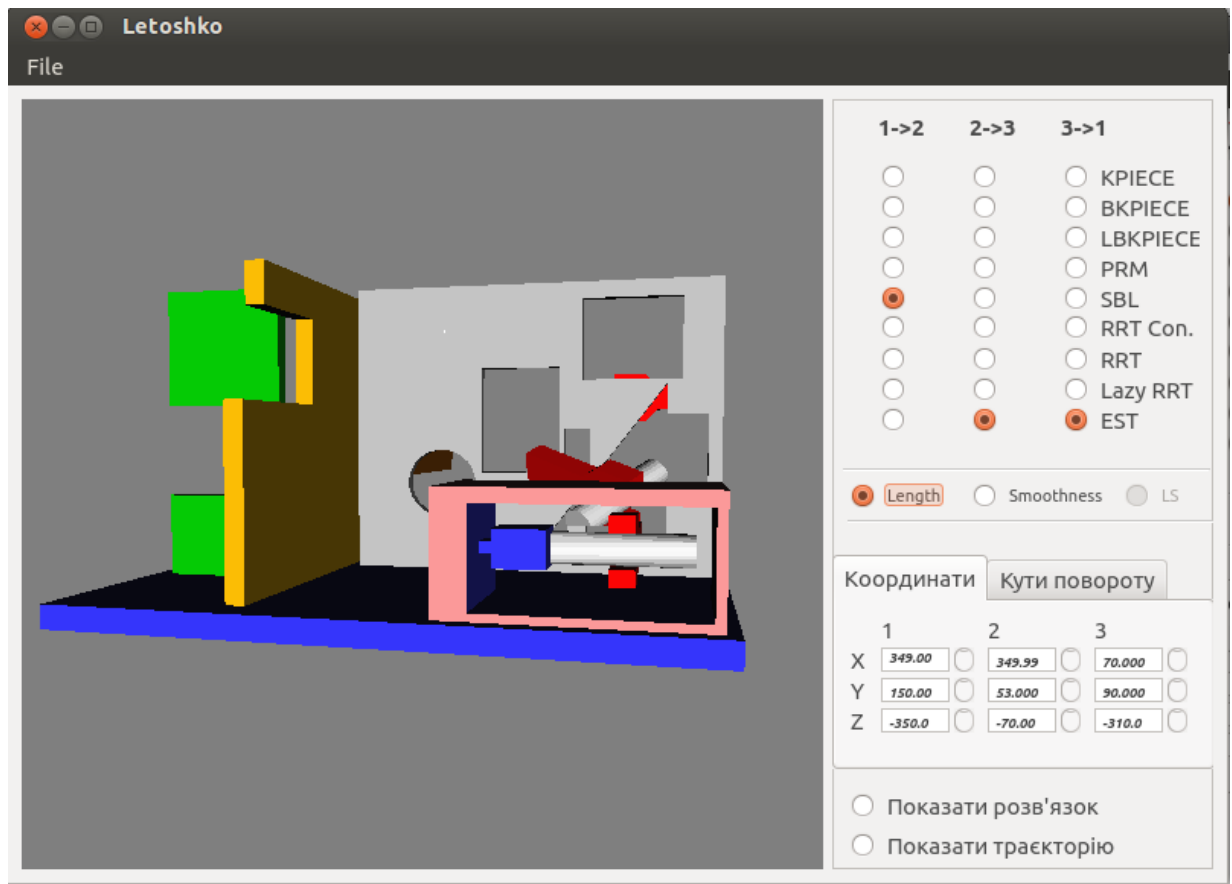 Letoshko
File
1->2 2->3 3->1
KPIECE
BKPIECE
LBKPIECE
PRM
SBL
RRT Con.
RRT
Lazy RRT
EST
Length Smoothness LS
Координати Кути повороту
1 2 3
X 349.00 349.99 70.000
Y 150.00 53.000 90.000
Z -350.0 -70.00 -310.0
Показати розв'язок
Показати траєкторію